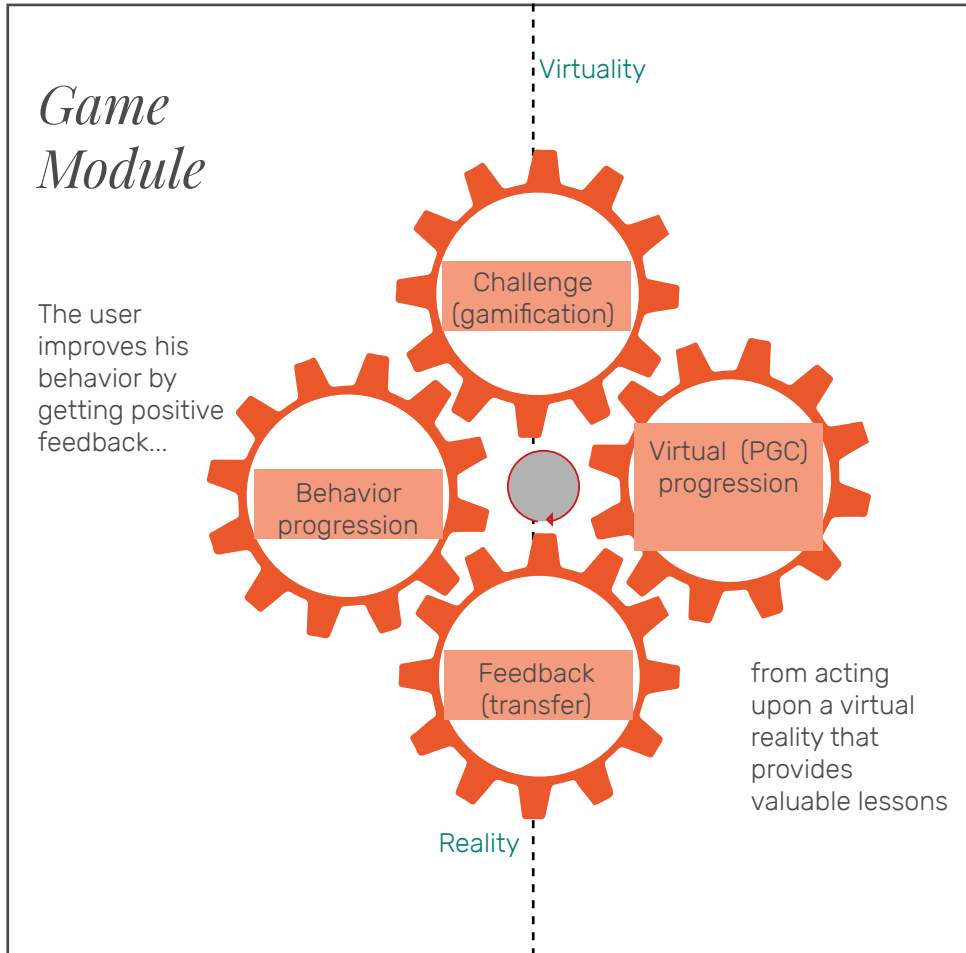 Game
Module
Virtuality
Challenge
(gamification)
The user
improves his
behavior by
getting positive
feedback...
Virtual  (PGC)
progression
Behavior
progression
Feedback
(transfer)
from acting
upon a virtual
reality that
provides
valuable lessons
Reality